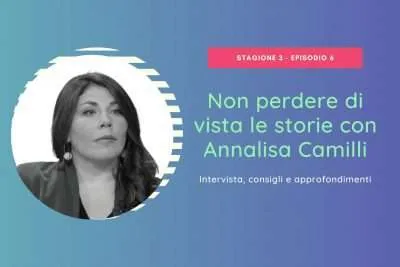 STAGIONE 3 - EPISODIO 6
Non perdere di
vista le storie con
Annalisa Camilli
Intervista, consigli e approfondimenti